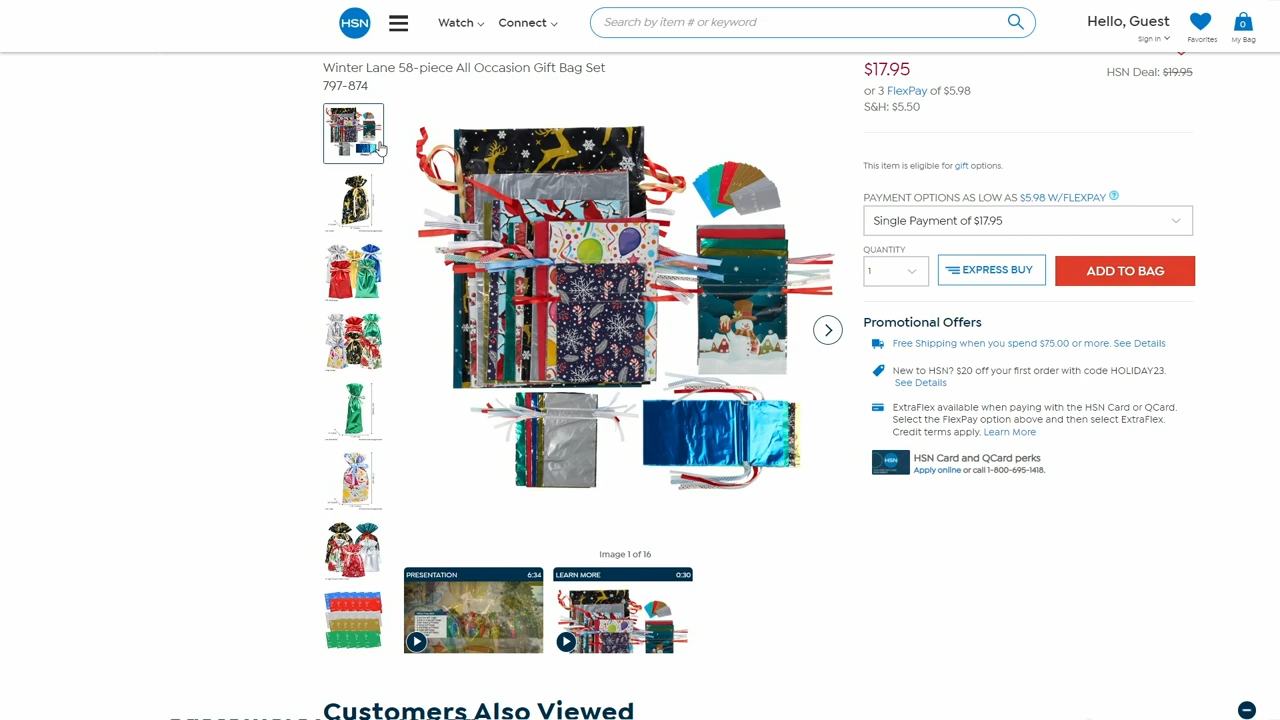 HSN
Watch
Connect
Search by item # or keyword
Hello, Guest
Sign In
Favorites
0
My Bag
Winter Lane 58-piece All Occasion Gift Bag Set
797-874
$17.95
HSN Deal: $19.95
or 3 FlexPay of $5.98
S&H: $5.50
This item is eligible for gift options.
PAYMENT OPTIONS AS LOW AS $5.98 W/FLEXPAY ?
Single Payment of $17.95
QUANTITY
1
EXPRESS BUY
ADD TO BAG
Promotional Offers
Free Shipping when you spend $75.00 or more. See Details
New to HSN? $20 off your first order with code HOLIDAY23.
See Details
ExtraFlex available when paying with the HSN Card or QCard.
Select the FlexPay option above and then select ExtraFlex.
Credit terms apply. Learn More
HSN
HSN Card and QCard perks
Apply online or call 1-800-695-1418.
Image 1 of 16
PRESENTATION 6:34
LEARN MORE 0:30
Customers Also Viewed